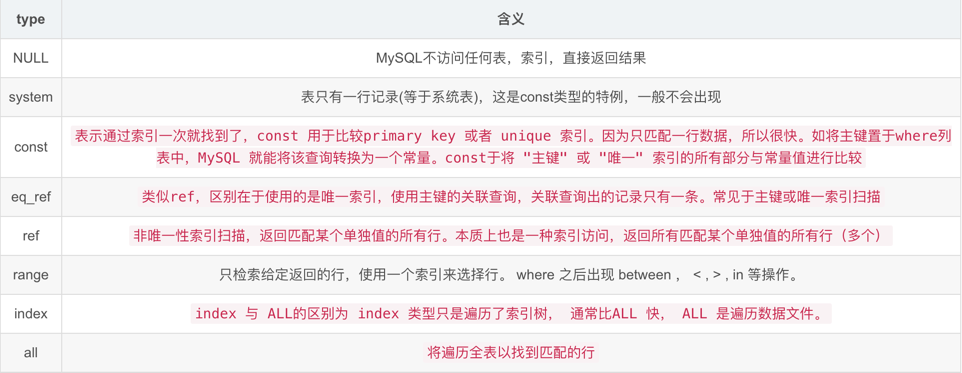 type 含义
NULL MySQL不访问任何表，索引，直接返回结果
system 表只有一行记录(等于系统表)，这是const类型的特例，一般不会出现
const 表示通过索引一次就找到了，const 用于比较primary key 或者 unique 索引。因为只匹配一行数据，所以很快。如将主键置于where列
表中，MySQL 就能将该查询转换为一个常量。const于将 "主键" 或 "唯一" 索引的所有部分与常量值进行比较
eq_ref 类似ref，区别在于使用的是唯一索引，使用主键的关联查询，关联查询出的记录只有一条。常见于主键或唯一索引扫描
ref 非唯一性索引扫描，返回匹配某个单独值的所有行。本质上也是一种索引访问，返回所有匹配某个单独值的所有行（多个）
range 只检索给定返回的行，使用一个索引来选择行。 where 之后出现 between ， < , > , in 等操作。
index index 与 ALL的区别为 index 类型只是遍历了索引树， 通常比ALL 快， ALL 是遍历数据文件。
all 将遍历全表以找到匹配的行